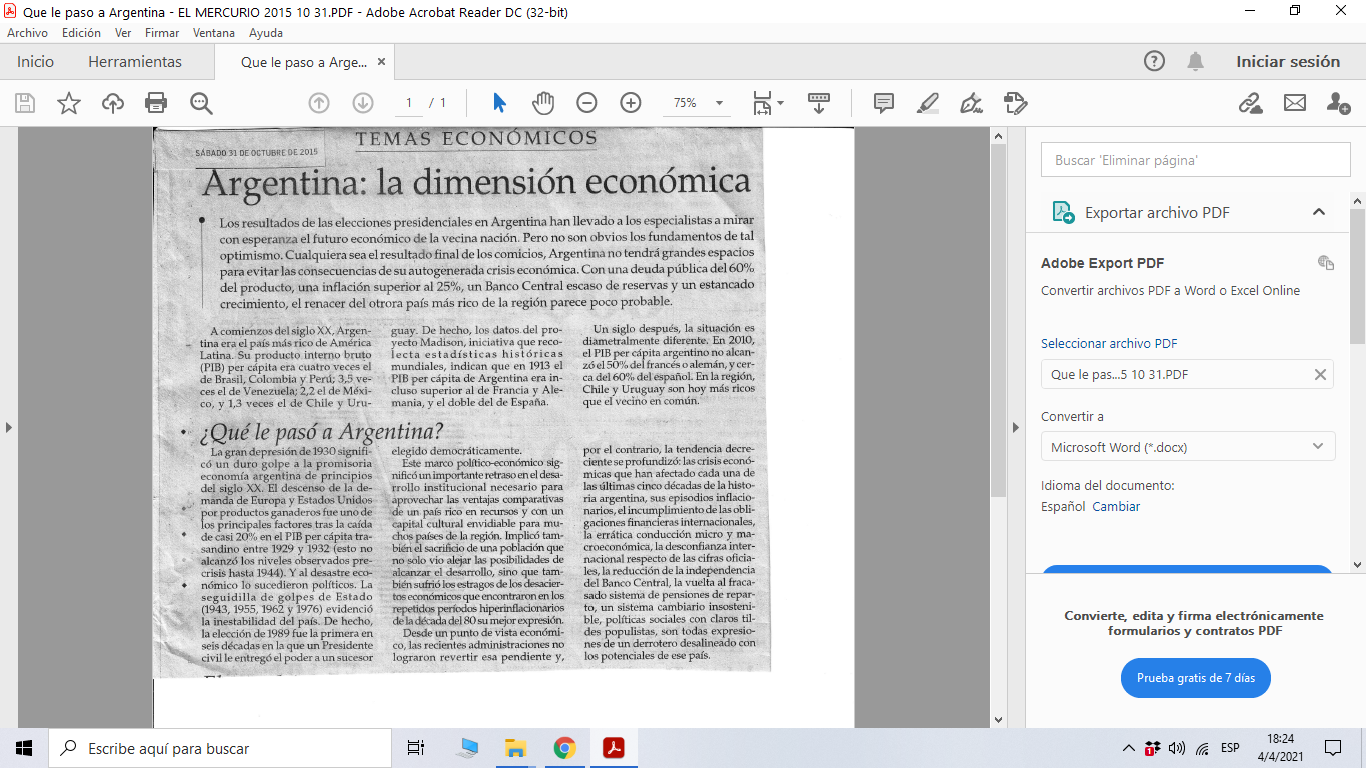 Que le paso a Argentina - EL MERCURIO 2015 10 31.PDF - Adobe Acrobat Reader DC (32-bit)
Archivo Edición Ver Firmar Ventana Ayuda
Inicio Herramientas Que le paso a Arge... Iniciar sesión
1 / 1 75%
SÁBADO 31 DE OCTUBRE DE 2015
TEMAS ECONÓMICOS
Argentina: la dimensión económica
Los resultados de las elecciones presidenciales en Argentina han llevado a los especialistas a mirar
con esperanza el futuro económico de la vecina nación. Pero no son obvios los fundamentos de tal
optimismo. Cualquiera sea el resultado final de los comicios, Argentina no tendrá grandes espacios
para evitar las consecuencias de su autogenerada crisis económica. Con una deuda pública del 60%
del producto, una inflación superior al 25%, un Banco Central escaso de reservas y un estancado
crecimiento, el renacer del otrora país más rico de la región parece poco probable.
A comienzos del siglo XX, Argen-
tina era el país más rico de América
Latina. Su producto interno bruto
(PIB) per cápita era cuatro veces el
de Brasil, Colombia y Perú; 3,5 ve-
ces el de Venezuela; 2,2 el de Méxi-
co, y 1,3 veces el de Chile y Uru-
guay. De hecho, los datos del pro-
yecto Madison, iniciativa que reco-
lecta estadísticas históricas
mundiales, indican que en 1913 el
PIB per cápita de Argentina era in-
cluso superior al de Francia y Ale-
mania, y el doble del de España.
Un siglo después, la situación es
diametralmente diferente. En 2010,
el PIB per cápita argentino no alcan-
zó el 50% del francés o alemán, y cer-
ca del 60% del español. En la región,
Chile y Uruguay son hoy más ricos
que el vecino en común.
¿Qué le pasó a Argentina?
La gran depresión de 1930 signifi-
có un duro golpe a la promisoria
economía argentina de principios
del siglo XX. El descenso de la de-
manda de Europa y Estados Unidos
por productos ganaderos fue uno de
los principales factores tras la caída
de casi 20% en el PIB per cápita tra-
sandino entre 1929 y 1932 (esto no
alcanzó los niveles observados pre-
crisis hasta 1944). Y al desastre eco-
nómico lo sucedieron políticos. La
seguidilla de golpes de Estado
(1943, 1955, 1962 y 1976) evidenció
la inestabilidad del país. De hecho,
la elección de 1989 fue la primera en
seis décadas en la que un Presidente
civil le entregó el poder a un sucesor
elegido democráticamente.
Este marco político-económico sig-
nificó un importante retraso en el desa-
rrollo institucional necesario para
aprovechar las ventajas comparativas
de un país rico en recursos y con un
capital cultural envidiable para mu-
chos países de la región. Implicó tam-
bién el sacrificio de una población que
no solo vio alejar las posibilidades de
alcanzar el desarrollo, sino que tam-
bién sufrió los estragos de los desacier-
tos económicos que encontraron en los
repetidos períodos hiperinflacionarios
de la década del 80 su mejor expresión.
Desde un punto de vista económi-
co, las recientes administraciones no
lograron revertir esa pendiente y,
por el contrario, la tendencia decre-
ciente se profundizó: las crisis econó-
micas que han afectado cada una de
las últimas cinco décadas de la histo-
ria argentina, sus episodios inflacio-
narios, el incumplimiento de las obli-
gaciones financieras internacionales,
la errática conducción micro y ma-
croeconómica, la desconfianza inter-
nacional respecto de las cifras oficia-
les, la reducción de la independencia
del Banco Central, la vuelta al fraca-
sado sistema de pensiones de repar-
to, un sistema cambiario insosteni-
ble, políticas sociales con claros til-
des populistas, son todas expresio-
nes de un derrotero desalineado con
los potenciales de ese país.
Buscar 'Eliminar página'
Exportar archivo PDF
Adobe Export PDF
Convertir archivos PDF a Word o Excel Online
Seleccionar archivo PDF
Que le pas...5 10 31.PDF
Convertir a
Microsoft Word (*.docx)
Idioma del documento:
Español Cambiar
Convierte, edita y firma electrónicamente
formularios y contratos PDF
Prueba gratis de 7 días
Escribe aquí para buscar
1
ESP
18:24
4/4/2021